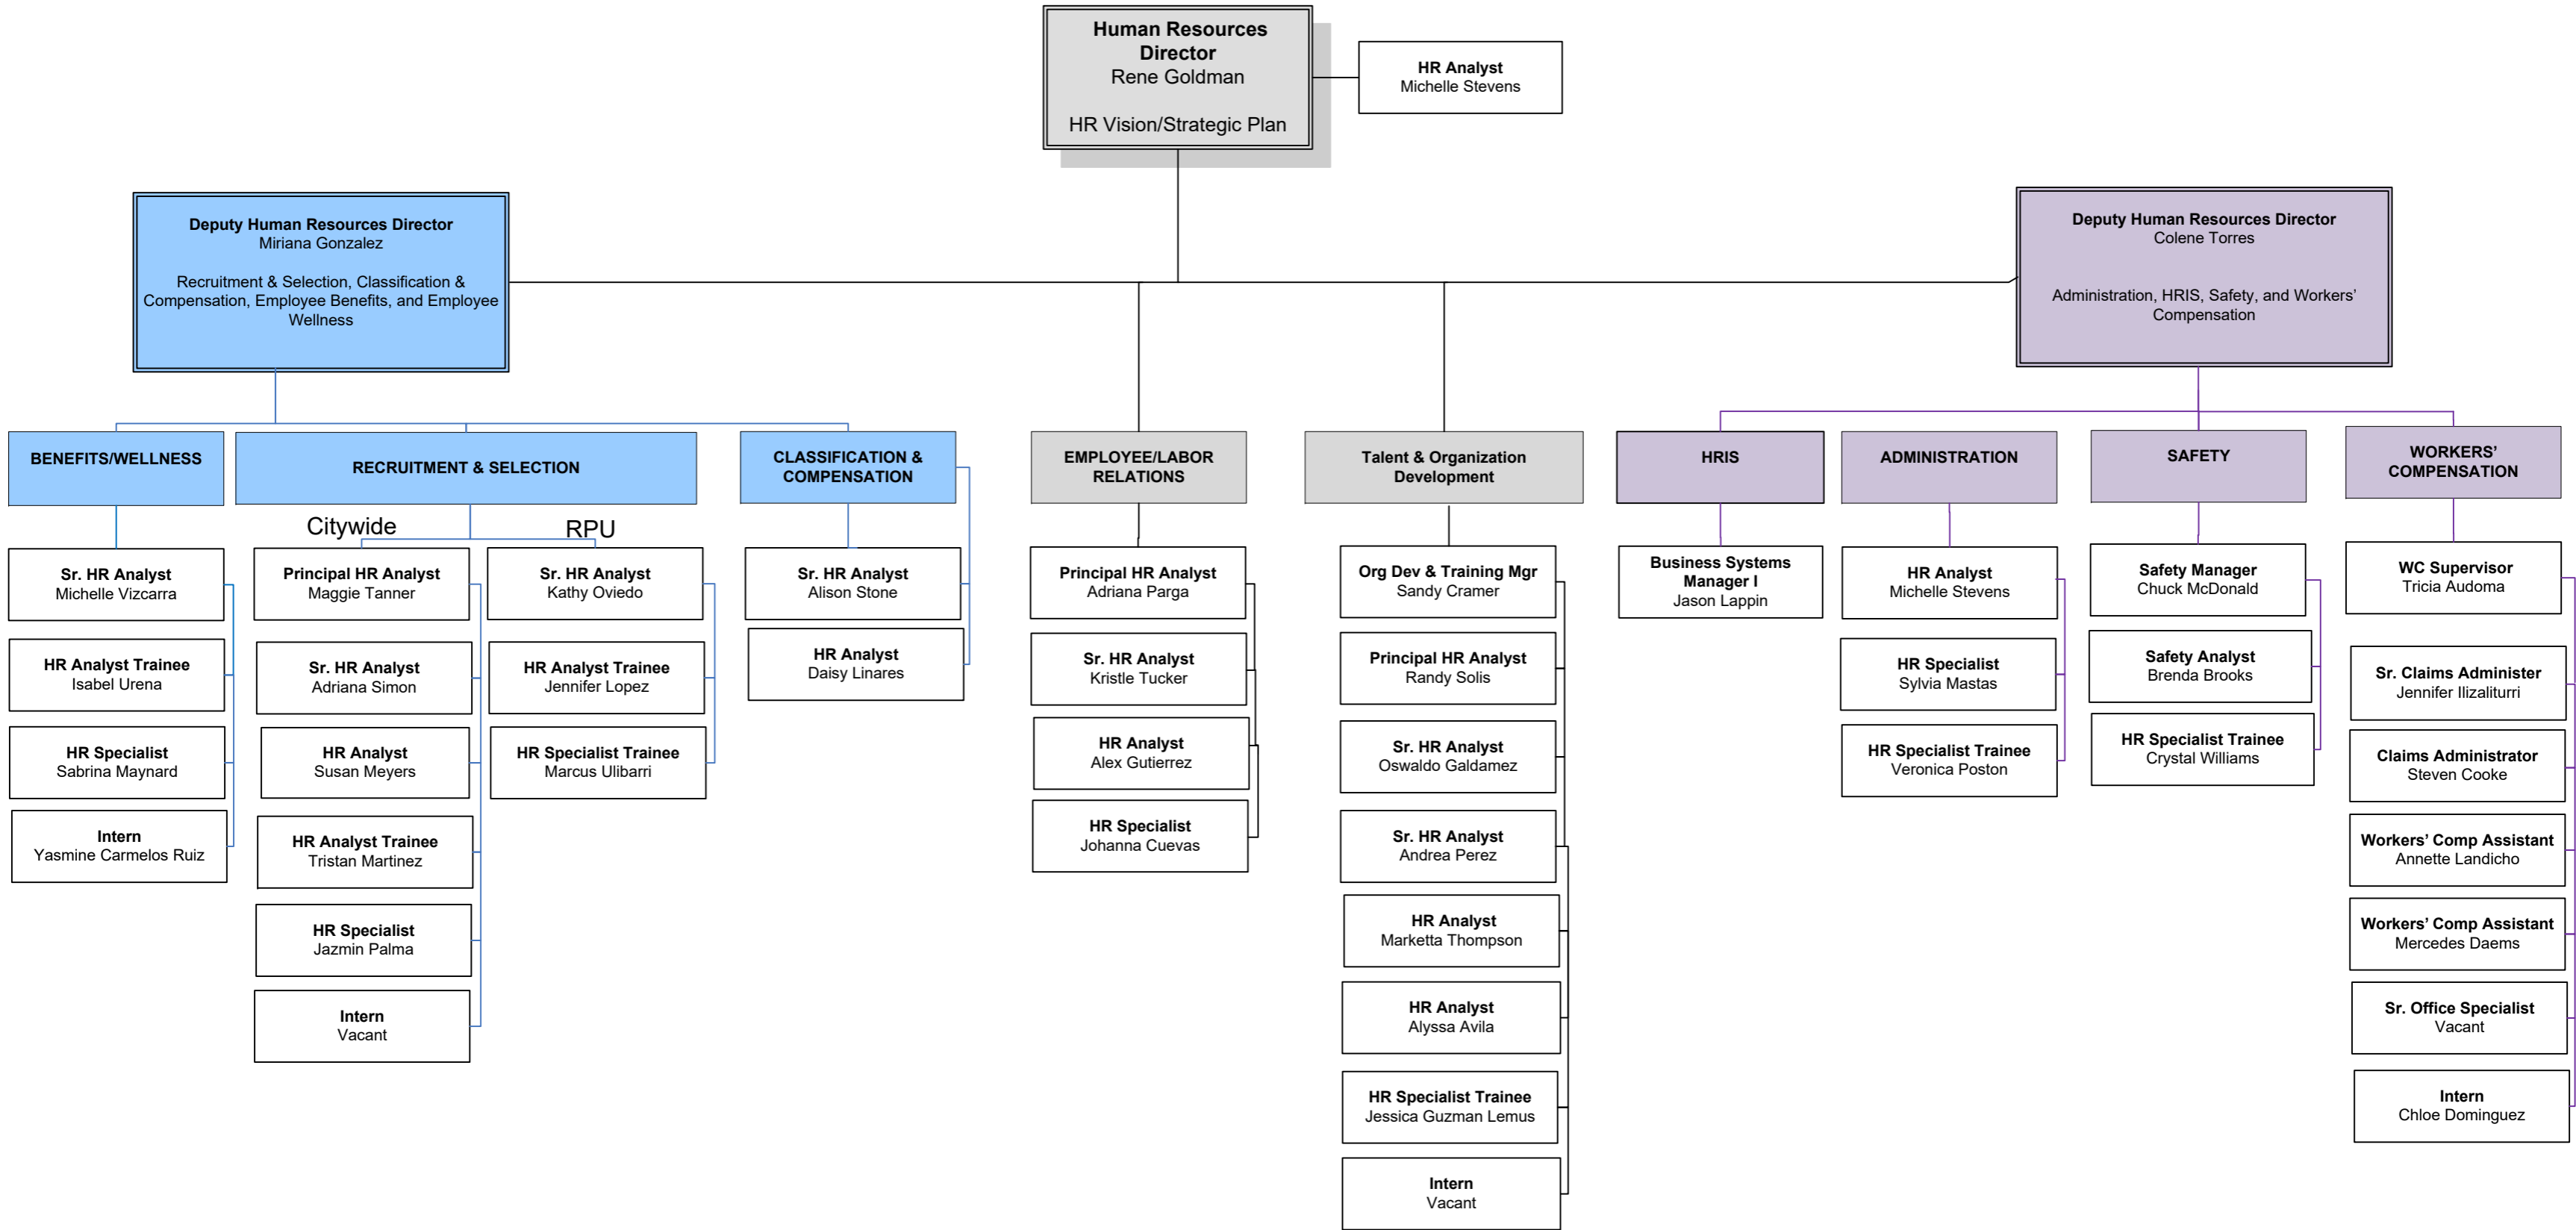 Human Resources
Director
Rene Goldman
HR Vision/Strategic Plan
HR Analyst
Michelle Stevens
Deputy Human Resources Director
Miriana Gonzalez
Recruitment & Selection, Classification &
Compensation, Employee Benefits, and Employee
Wellness
Deputy Human Resources Director
Colene Torres
Administration, HRIS, Safety, and Workers’
Compensation
BENEFITS/WELLNESS
Sr. HR Analyst
Michelle Vizcarra
HR Analyst Trainee
Isabel Urena
HR Specialist
Sabrina Maynard
Intern
Yasmine Carmelos Ruiz
RECRUITMENT & SELECTION
Citywide
Principal HR Analyst
Maggie Tanner
Sr. HR Analyst
Adriana Simon
HR Analyst
Susan Meyers
HR Analyst Trainee
Tristan Martinez
HR Specialist
Jazmin Palma
Intern
Vacant
RPU
Sr. HR Analyst
Kathy Oviedo
HR Analyst Trainee
Jennifer Lopez
HR Specialist Trainee
Marcus Ulibarri
CLASSIFICATION &
COMPENSATION
Sr. HR Analyst
Alison Stone
HR Analyst
Daisy Linares
EMPLOYEE/LABOR
RELATIONS
Principal HR Analyst
Adriana Parga
Sr. HR Analyst
Kristle Tucker
HR Analyst
Alex Gutierrez
HR Specialist
Johanna Cuevas
Talent & Organization
Development
Org Dev & Training Mgr
Sandy Cramer
Principal HR Analyst
Randy Solis
Sr. HR Analyst
Oswaldo Galdamez
Sr. HR Analyst
Andrea Perez
HR Analyst
Marketta Thompson
HR Analyst
Alyssa Avila
HR Specialist Trainee
Jessica Guzman Lemus
Intern
Vacant
HRIS
Business Systems
Manager I
Jason Lappin
ADMINISTRATION
HR Analyst
Michelle Stevens
HR Specialist
Sylvia Mastas
HR Specialist Trainee
Veronica Poston
SAFETY
Safety Manager
Chuck McDonald
Safety Analyst
Brenda Brooks
HR Specialist Trainee
Crystal Williams
WORKERS’
COMPENSATION
WC Supervisor
Tricia Audoma
Sr. Claims Administer
Jennifer Ilizaliturri
Claims Administrator
Steven Cooke
Workers’ Comp Assistant
Annette Landicho
Workers’ Comp Assistant
Mercedes Daems
Sr. Office Specialist
Vacant
Intern
Chloe Dominguez